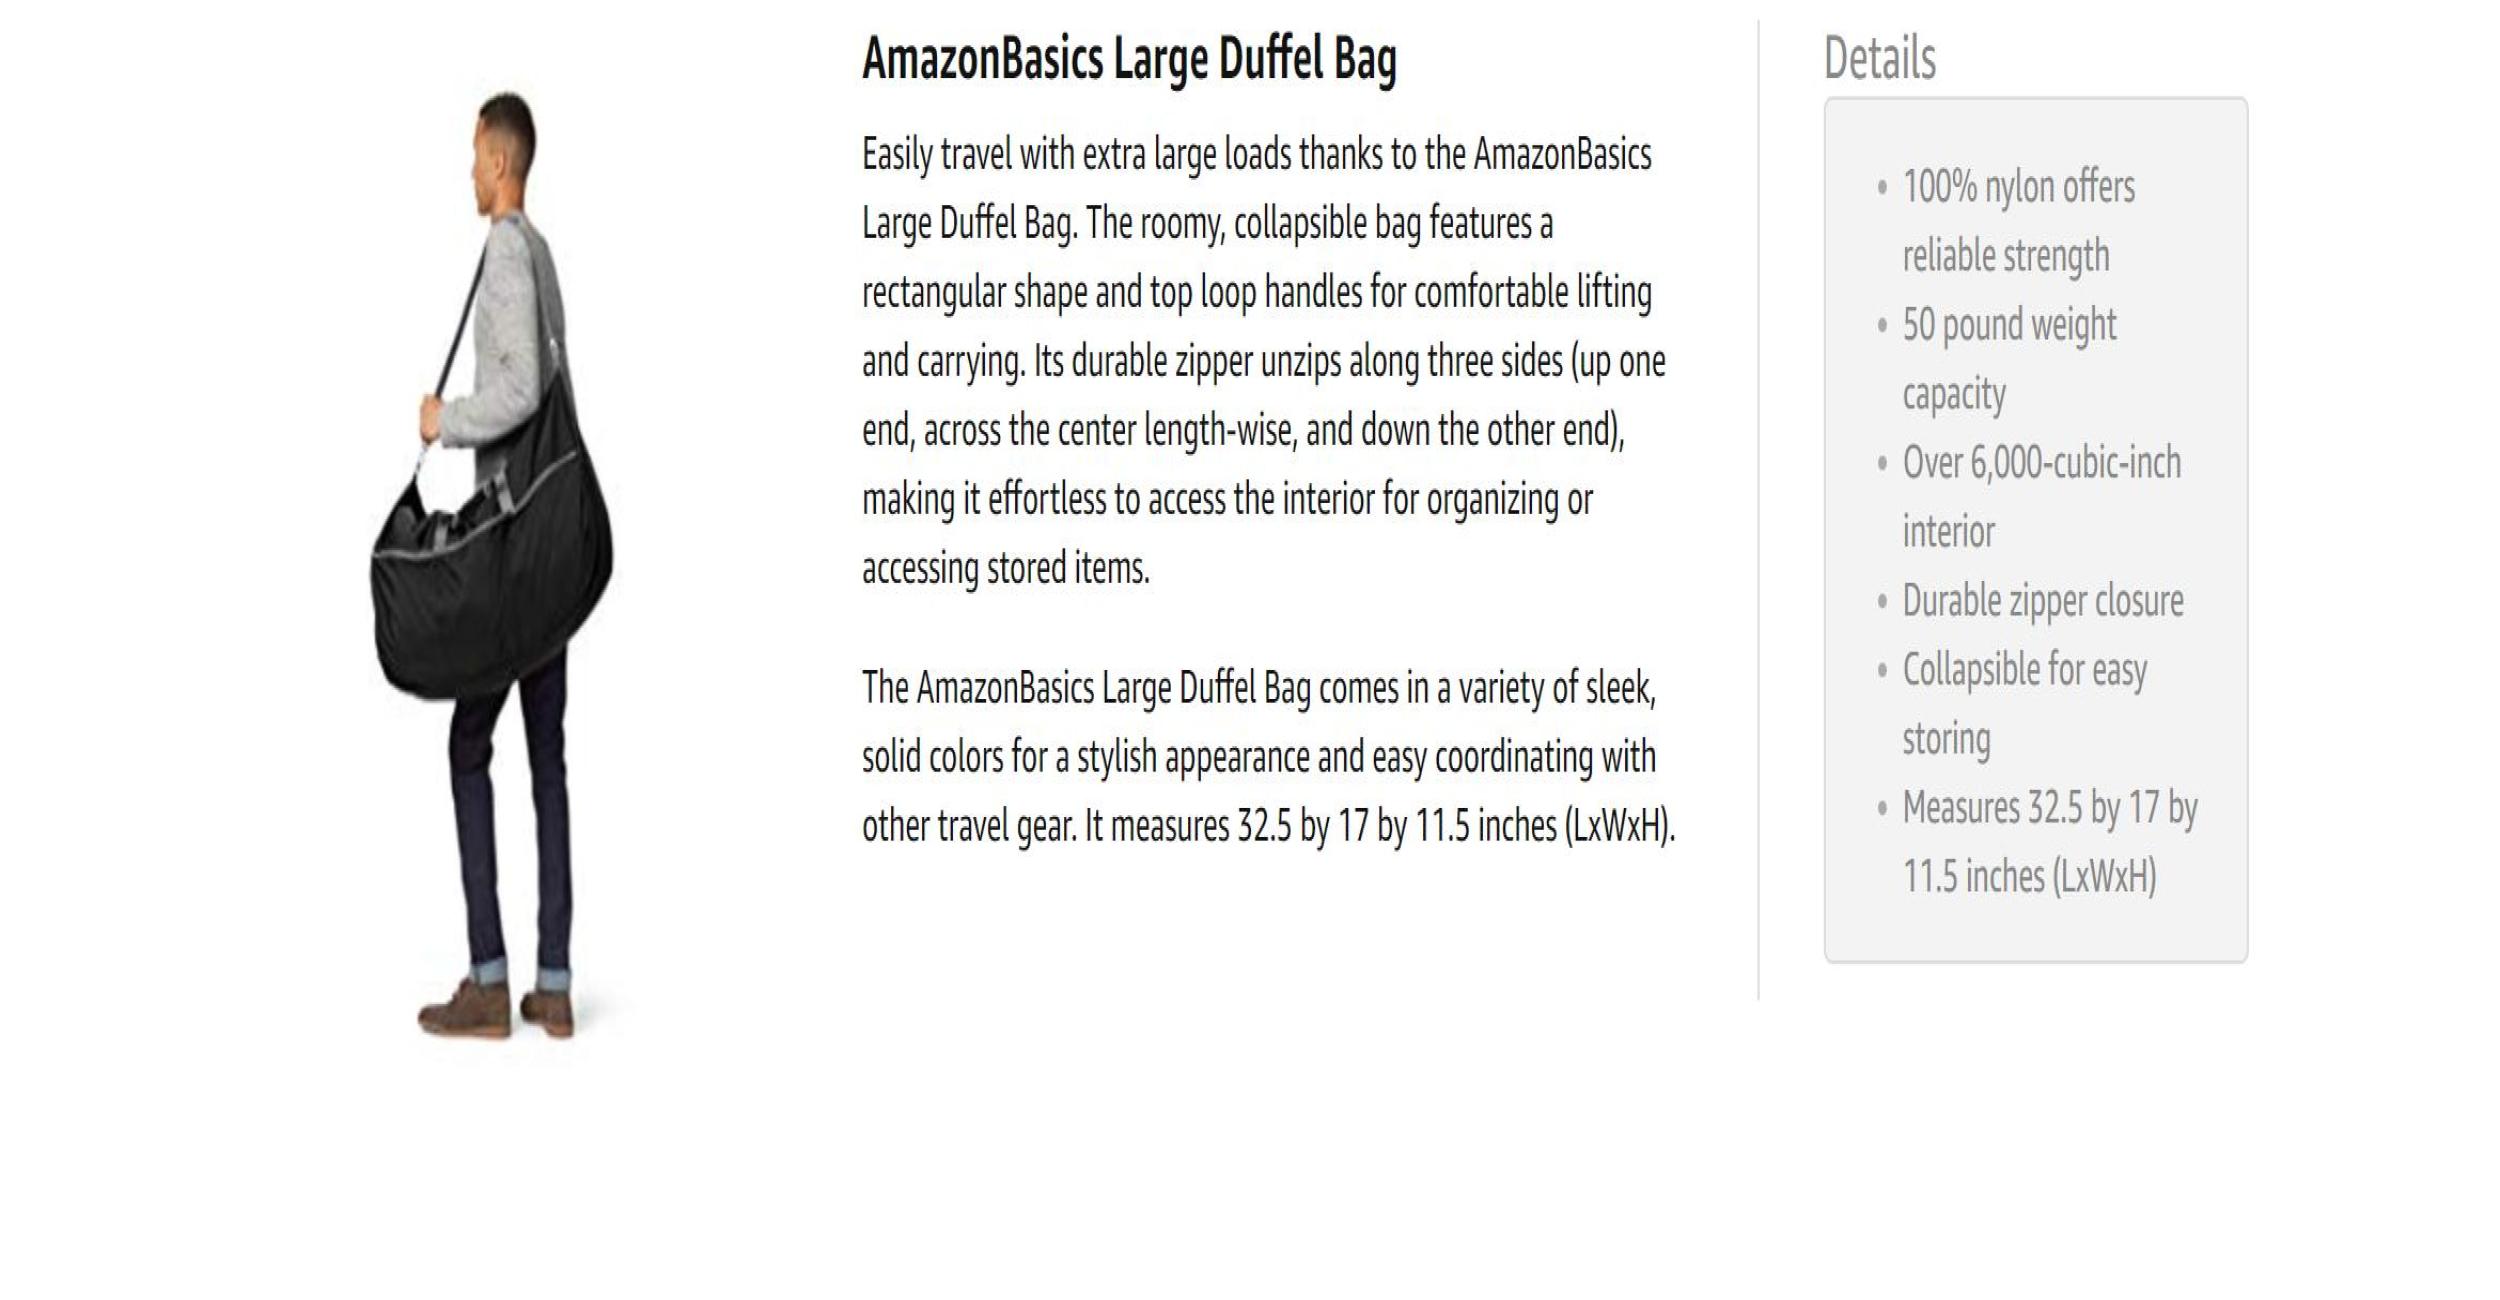 AmazonBasics Large Duffel Bag
Easily travel with extra large loads thanks to the AmazonBasics
Large Duffel Bag. The roomy, collapsible bag features a
rectangular shape and top loop handles for comfortable lifting
and carrying. Its durable zipper unzips along three sides (up one
end, across the center length-wise, and down the other end),
making it effortless to access the interior for organizing or
accessing stored items.
The AmazonBasics Large Duffel Bag comes in a variety of sleek,
solid colors for a stylish appearance and easy coordinating with
other travel gear. It measures 32.5 by 17 by 11.5 inches (LxWxH).
Details
• 100% nylon offers
reliable strength
• 50 pound weight
capacity
• Over 6,000-cubic-inch
interior
• Durable zipper closure
• Collapsible for easy
storing
• Measures 32.5 by 17 by
11.5 inches (LxWxH)